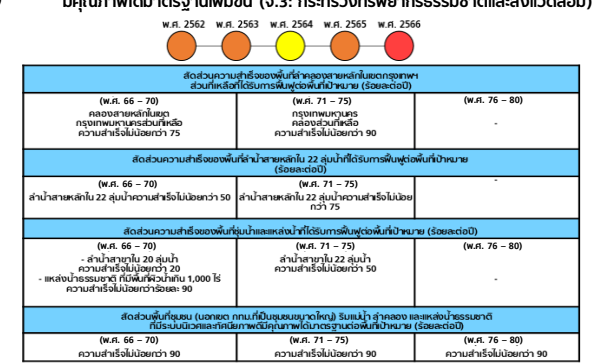 มีคุณภาพได้มาตรฐานเพิ่มขึ้น (จ.3: กระทรวงทรัพยากรธรรมชาติและสิ่งแวดล้อม)
พ.ศ. 2562 พ.ศ. 2563 พ.ศ. 2564 พ.ศ. 2565 พ.ศ. 2566
สัดส่วนความสำเร็จของพื้นที่ลำคลองสายหลักในเขตกรุงเทพฯ
ส่วนที่เหลือที่ได้รับการฟื้นฟูต่อพื้นที่เป้าหมาย (ร้อยละต่อปี)
(พ.ศ. 66 – 70)
คลองสายหลักในเขต
กรุงเทพมหานครส่วนที่เหลือ
ความสำเร็จไม่น้อยกว่า 75
(พ.ศ. 71 – 75)
กรุงเทพมหานคร
คลองส่วนที่เหลือ
ความสำเร็จไม่น้อยกว่า 90
(พ.ศ. 76 – 80)
-
สัดส่วนความสำเร็จของพื้นที่ลำน้ำสายหลักใน 22 ลุ่มน้ำที่ได้รับการฟื้นฟูต่อพื้นที่เป้าหมาย
(ร้อยละต่อปี)
(พ.ศ. 66 – 70)
ลำน้ำสายหลักใน 22 ลุ่มน้ำความสำเร็จไม่น้อยกว่า 50
(พ.ศ. 71 – 75)
ลำน้ำสายหลักใน 22 ลุ่มน้ำความสำเร็จไม่น้อย
กว่า 75
-
สัดส่วนความสำเร็จของพื้นที่ชุ่มน้ำและแหล่งน้ำที่ได้รับการฟื้นฟูต่อพื้นที่เป้าหมาย (ร้อยละต่อปี)
(พ.ศ. 66 – 70)
- ลำน้ำสาขาใน 20 ลุ่มน้ำ
ความสำเร็จไม่น้อยกว่า 20
- แหล่งน้ำธรรมชาติ ที่มีพื้นที่ผิวน้ำเกิน 1,000 ไร่
ความสำเร็จไม่น้อยกว่าร้อยละ 90
(พ.ศ. 71 – 75)
ลำน้ำสาขาใน 22 ลุ่มน้ำ
ความสำเร็จไม่น้อยกว่า 50
(พ.ศ. 76 – 80)
-
สัดส่วนพื้นที่ชุมชน (นอกเขต กทม.ที่เป็นชุมชนขนาดใหญ่) ริมแม่น้ำ ลำคลอง และแหล่งน้ำธรรมชาติ
ที่มีระบบนิเวศและทัศนียภาพมีคุณภาพได้มาตรฐานต่อพื้นที่เป้าหมาย (ร้อยละต่อปี)
(พ.ศ. 66 – 70)
ความสำเร็จไม่น้อยกว่า 90
(พ.ศ. 71 – 75)
ความสำเร็จไม่น้อยกว่า 90
(พ.ศ. 76 – 80)
ความสำเร็จไม่น้อยกว่า 90